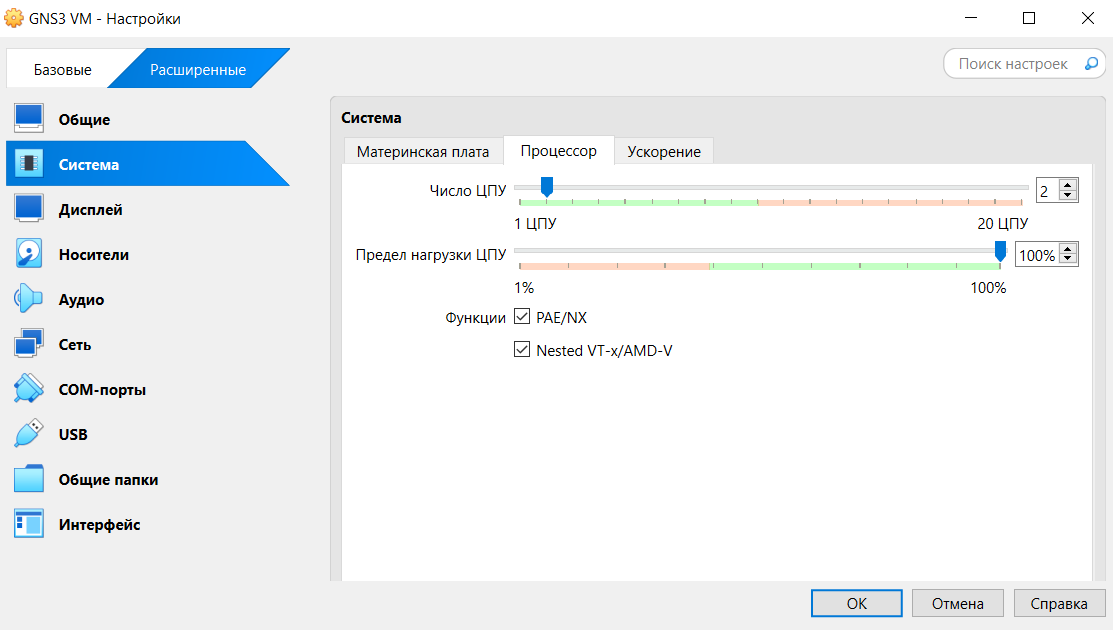 GNS3 VM - Настройки
Базовые
Расширенные
Поиск настроек
Общие
Система
Дисплей
Носители
Аудио
Сеть
COM-порты
USB
Общие папки
Интерфейс
Система
Материнская плата
Процессор
Ускорение
Число ЦПУ
2
1 ЦПУ
20 ЦПУ
Предел нагрузки ЦПУ
100%
1%
100%
Функции
PAE/NX
Nested VT-x/AMD-V
OK
Отмена
Справка